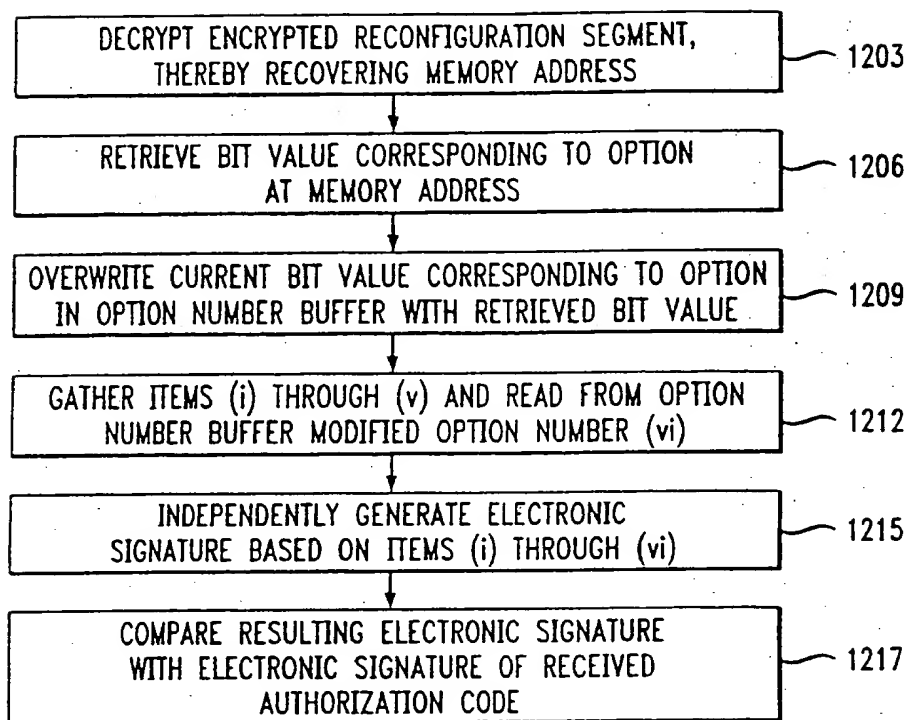 DECRYPT ENCRYPTED RECONFIGURATION SEGMENT,
THEREBY RECOVERING MEMORY ADDRESS
1203
RETRIEVE BIT VALUE CORRESPONDING TO OPTION
AT MEMORY ADDRESS
1206
OVERWRITE CURRENT BIT VALUE CORRESPONDING TO OPTION
IN OPTION NUMBER BUFFER WITH RETRIEVED BIT VALUE
1209
GATHER ITEMS (i) THROUGH (v) AND READ FROM OPTION
NUMBER BUFFER MODIFIED OPTION NUMBER (vi)
1212
INDEPENDENTLY GENERATE ELECTRONIC
SIGNATURE BASED ON ITEMS (i) THROUGH (vi)
1215
COMPARE RESULTING ELECTRONIC SIGNATURE
WITH ELECTRONIC SIGNATURE OF RECEIVED
AUTHORIZATION CODE
1217